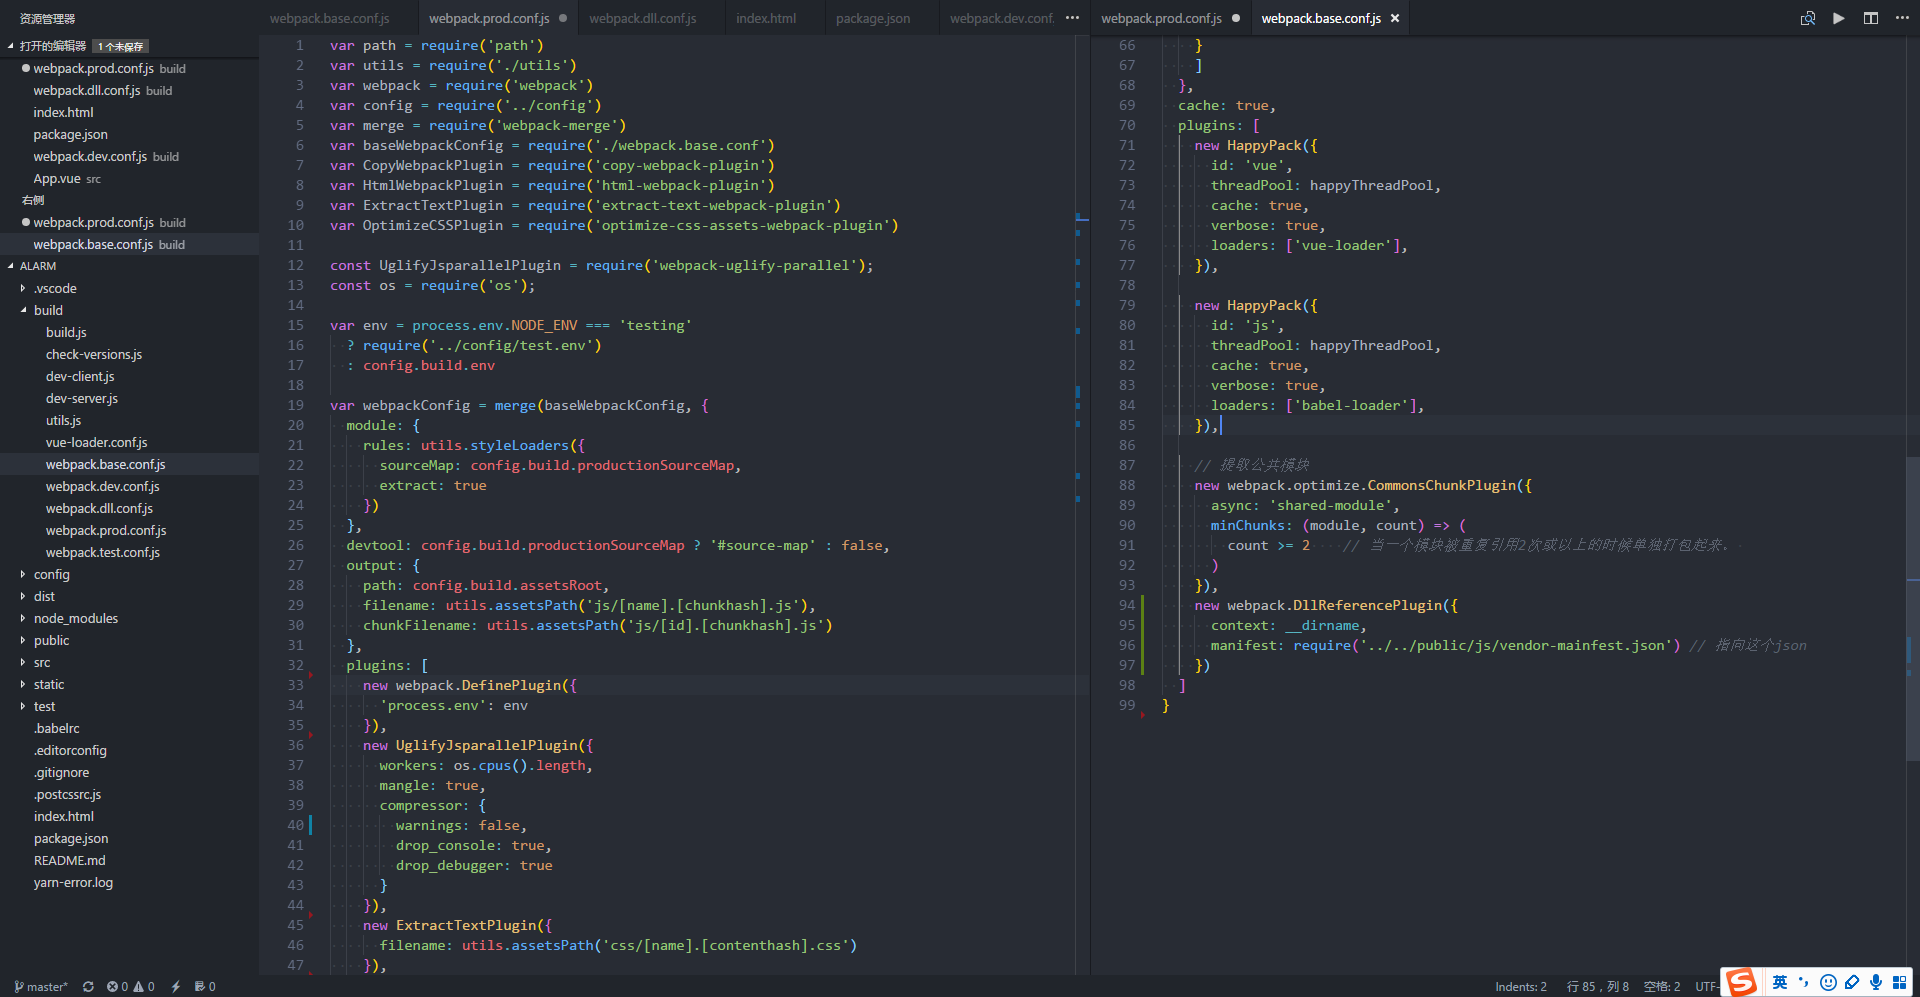 资源管理器
打开的编辑器 1 个未保存
webpack.prod.conf.js build
webpack.dll.conf.js build
index.html
package.json
webpack.dev.conf.js build
App.vue src
右侧
webpack.prod.conf.js build
webpack.base.conf.js build
ALARM
.vscode
build
build.js
check-versions.js
dev-client.js
dev-server.js
utils.js
vue-loader.conf.js
webpack.base.conf.js
webpack.dev.conf.js
webpack.dll.conf.js
webpack.prod.conf.js
webpack.test.conf.js
config
dist
node_modules
public
src
static
test
.babelrc
.editorconfig
.gitignore
.postcssrc.js
index.html
package.json
README.md
yarn-error.log
webpack.base.conf.js webpack.prod.conf.js webpack.dll.conf.js index.html package.json webpack.dev.conf.
1 var path = require('path')
2 var utils = require('./utils')
3 var webpack = require('webpack')
4 var config = require('../config')
5 var merge = require('webpack-merge')
6 var baseWebpackConfig = require('./webpack.base.conf')
7 var CopyWebpackPlugin = require('copy-webpack-plugin')
8 var HtmlWebpackPlugin = require('html-webpack-plugin')
9 var ExtractTextPlugin = require('extract-text-webpack-plugin')
10 var OptimizeCSSPlugin = require('optimize-css-assets-webpack-plugin')
11
12 const UglifyJsparallelPlugin = require('webpack-uglify-parallel');
13 const os = require('os');
14
15 var env = process.env.NODE_ENV === 'testing'
16 ? require('../config/test.env')
17 : config.build.env
18
19 var webpackConfig = merge(baseWebpackConfig, {
20 module: {
21 rules: utils.styleLoaders({
22 sourceMap: config.build.productionSourceMap,
23 extract: true
24 })
25 },
26 devtool: config.build.productionSourceMap ? '#source-map' : false,
27 output: {
28 path: config.build.assetsRoot,
29 filename: utils.assetsPath('js/[name].[chunkhash].js'),
30 chunkFilename: utils.assetsPath('js/[id].[chunkhash].js')
31 },
32 plugins: [
33 new webpack.DefinePlugin({
34 'process.env': env
35 }),
36 new UglifyJsparallelPlugin({
37 workers: os.cpus().length,
38 mangle: true,
39 compressor: {
40 warnings: false,
41 drop_console: true,
42 drop_debugger: true
43 }
44 }),
45 new ExtractTextPlugin({
46 filename: utils.assetsPath('css/[name].[contenthash].css')
47 }),
webpack.prod.conf.js webpack.base.conf.js
66 }
67 ]
68 },
69 cache: true,
70 plugins: [
71 new HappyPack({
72 id: 'vue',
73 threadPool: happyThreadPool,
74 cache: true,
75 verbose: true,
76 loaders: ['vue-loader'],
77 }),
78
79 new HappyPack({
80 id: 'js',
81 threadPool: happyThreadPool,
82 cache: true,
83 verbose: true,
84 loaders: ['babel-loader'],
85 }),
86
87 // 提取公共模块
88 new webpack.optimize.CommonsChunkPlugin({
89 async: 'shared-module',
90 minChunks: (module, count) => (
91 count >= 2 // 当一个模块被重复引用2次或以上的时候单独打包起来。
92 )
93 }),
94 new webpack.DllReferencePlugin({
95 context: __dirname,
96 manifest: require('../../public/js/vendor-mainfest.json') // 指向这个json
97 })
98 ]
99 }
master* 0 0 0
Indents: 2 行 85，列 8 空格: 2 UTF-
S 英